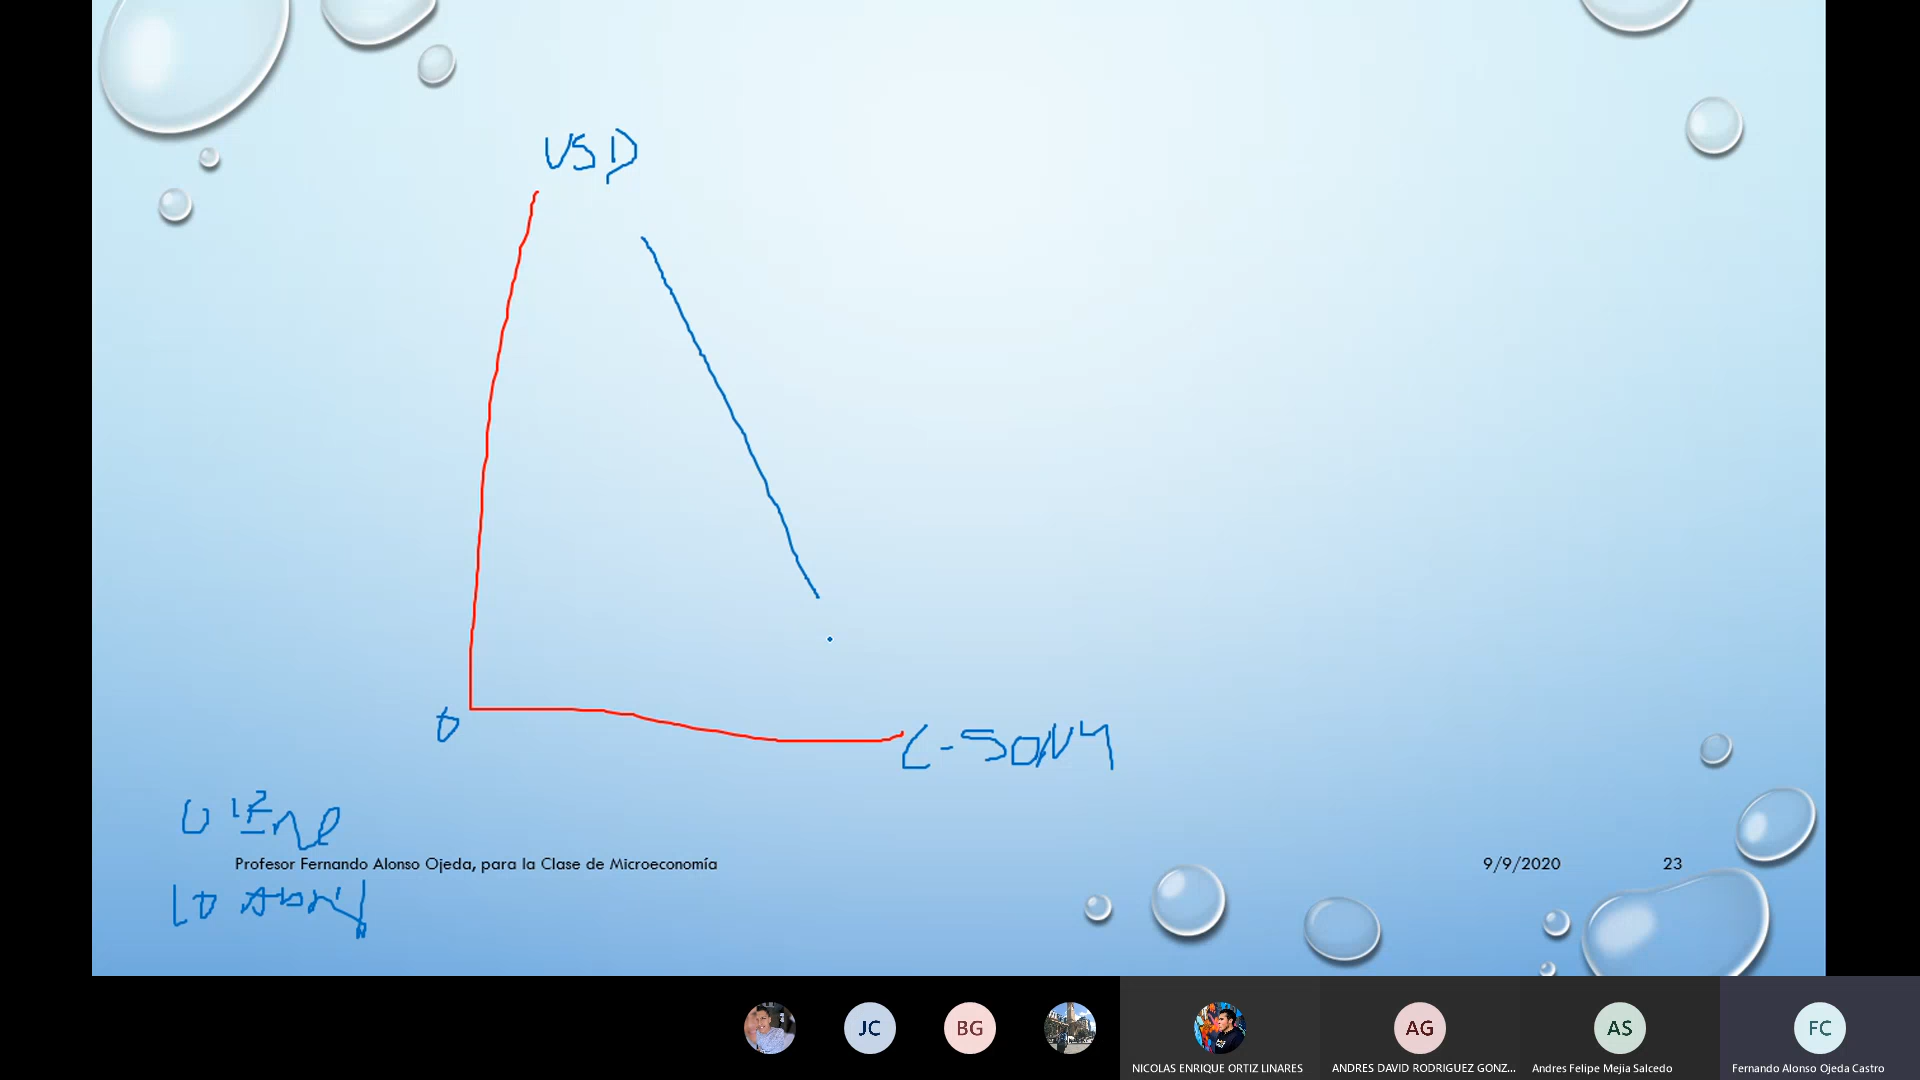 USD
0
C-SONY
Profesor Fernando Alonso Ojeda, para la Clase de Microeconomía 9/9/2020 23
JC BG AG AS FC
NICOLAS ENRIQUE ORTIZ LINARES ANDRES DAVID RODRIGUEZ GONZ... Andres Felipe Mejia Salcedo Fernando Alonso Ojeda Castro